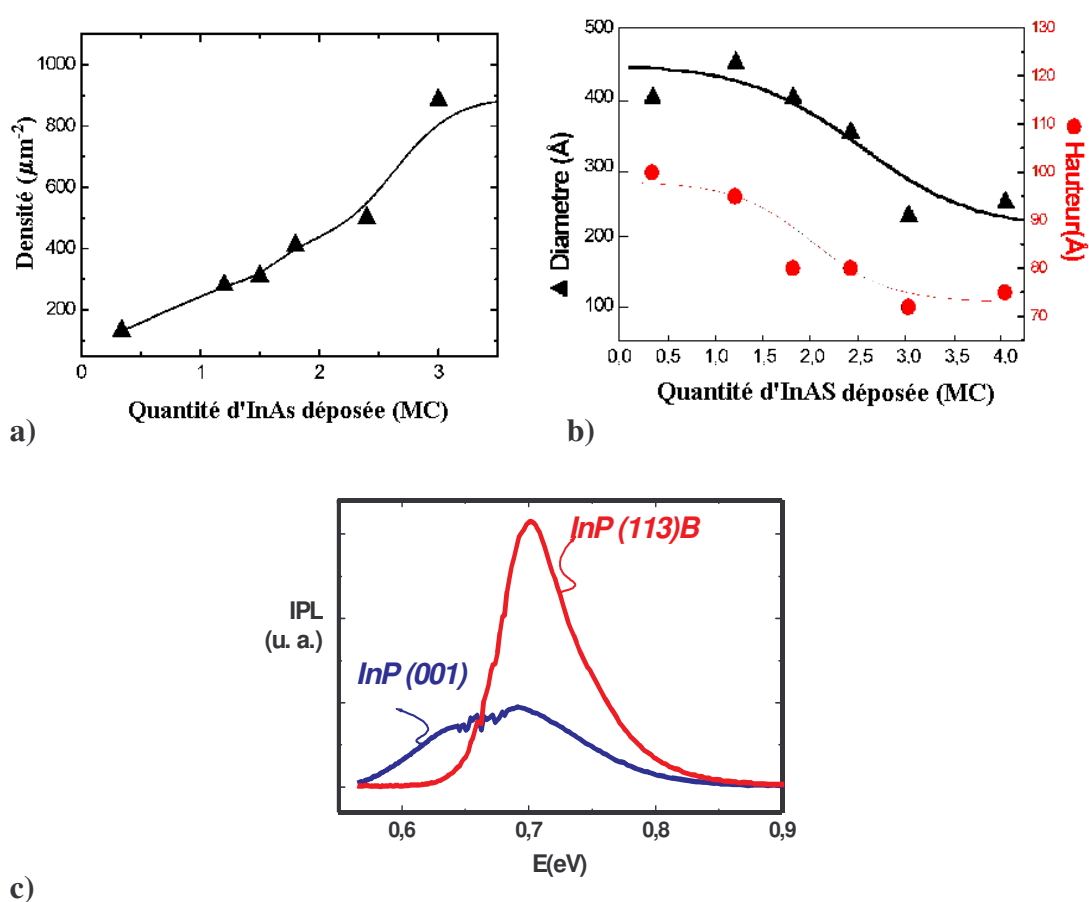 1000
800
600
400
200
Densité (μm-2)
0
1
2
3
Quantité d'InAs déposée (MC)
a)
500
400
300
200
100
▲ Diametre (Å)
130
120
110
100
90
80
70
● Hauteur(Å)
0,0
0,5
1,0
1,5
2,0
2,5
3,0
3,5
4,0
Quantité d'InAS déposée (MC)
b)
InP (113)B
IPL
(u. a.)
InP (001)
0,6
0,7
0,8
0,9
E(eV)
c)